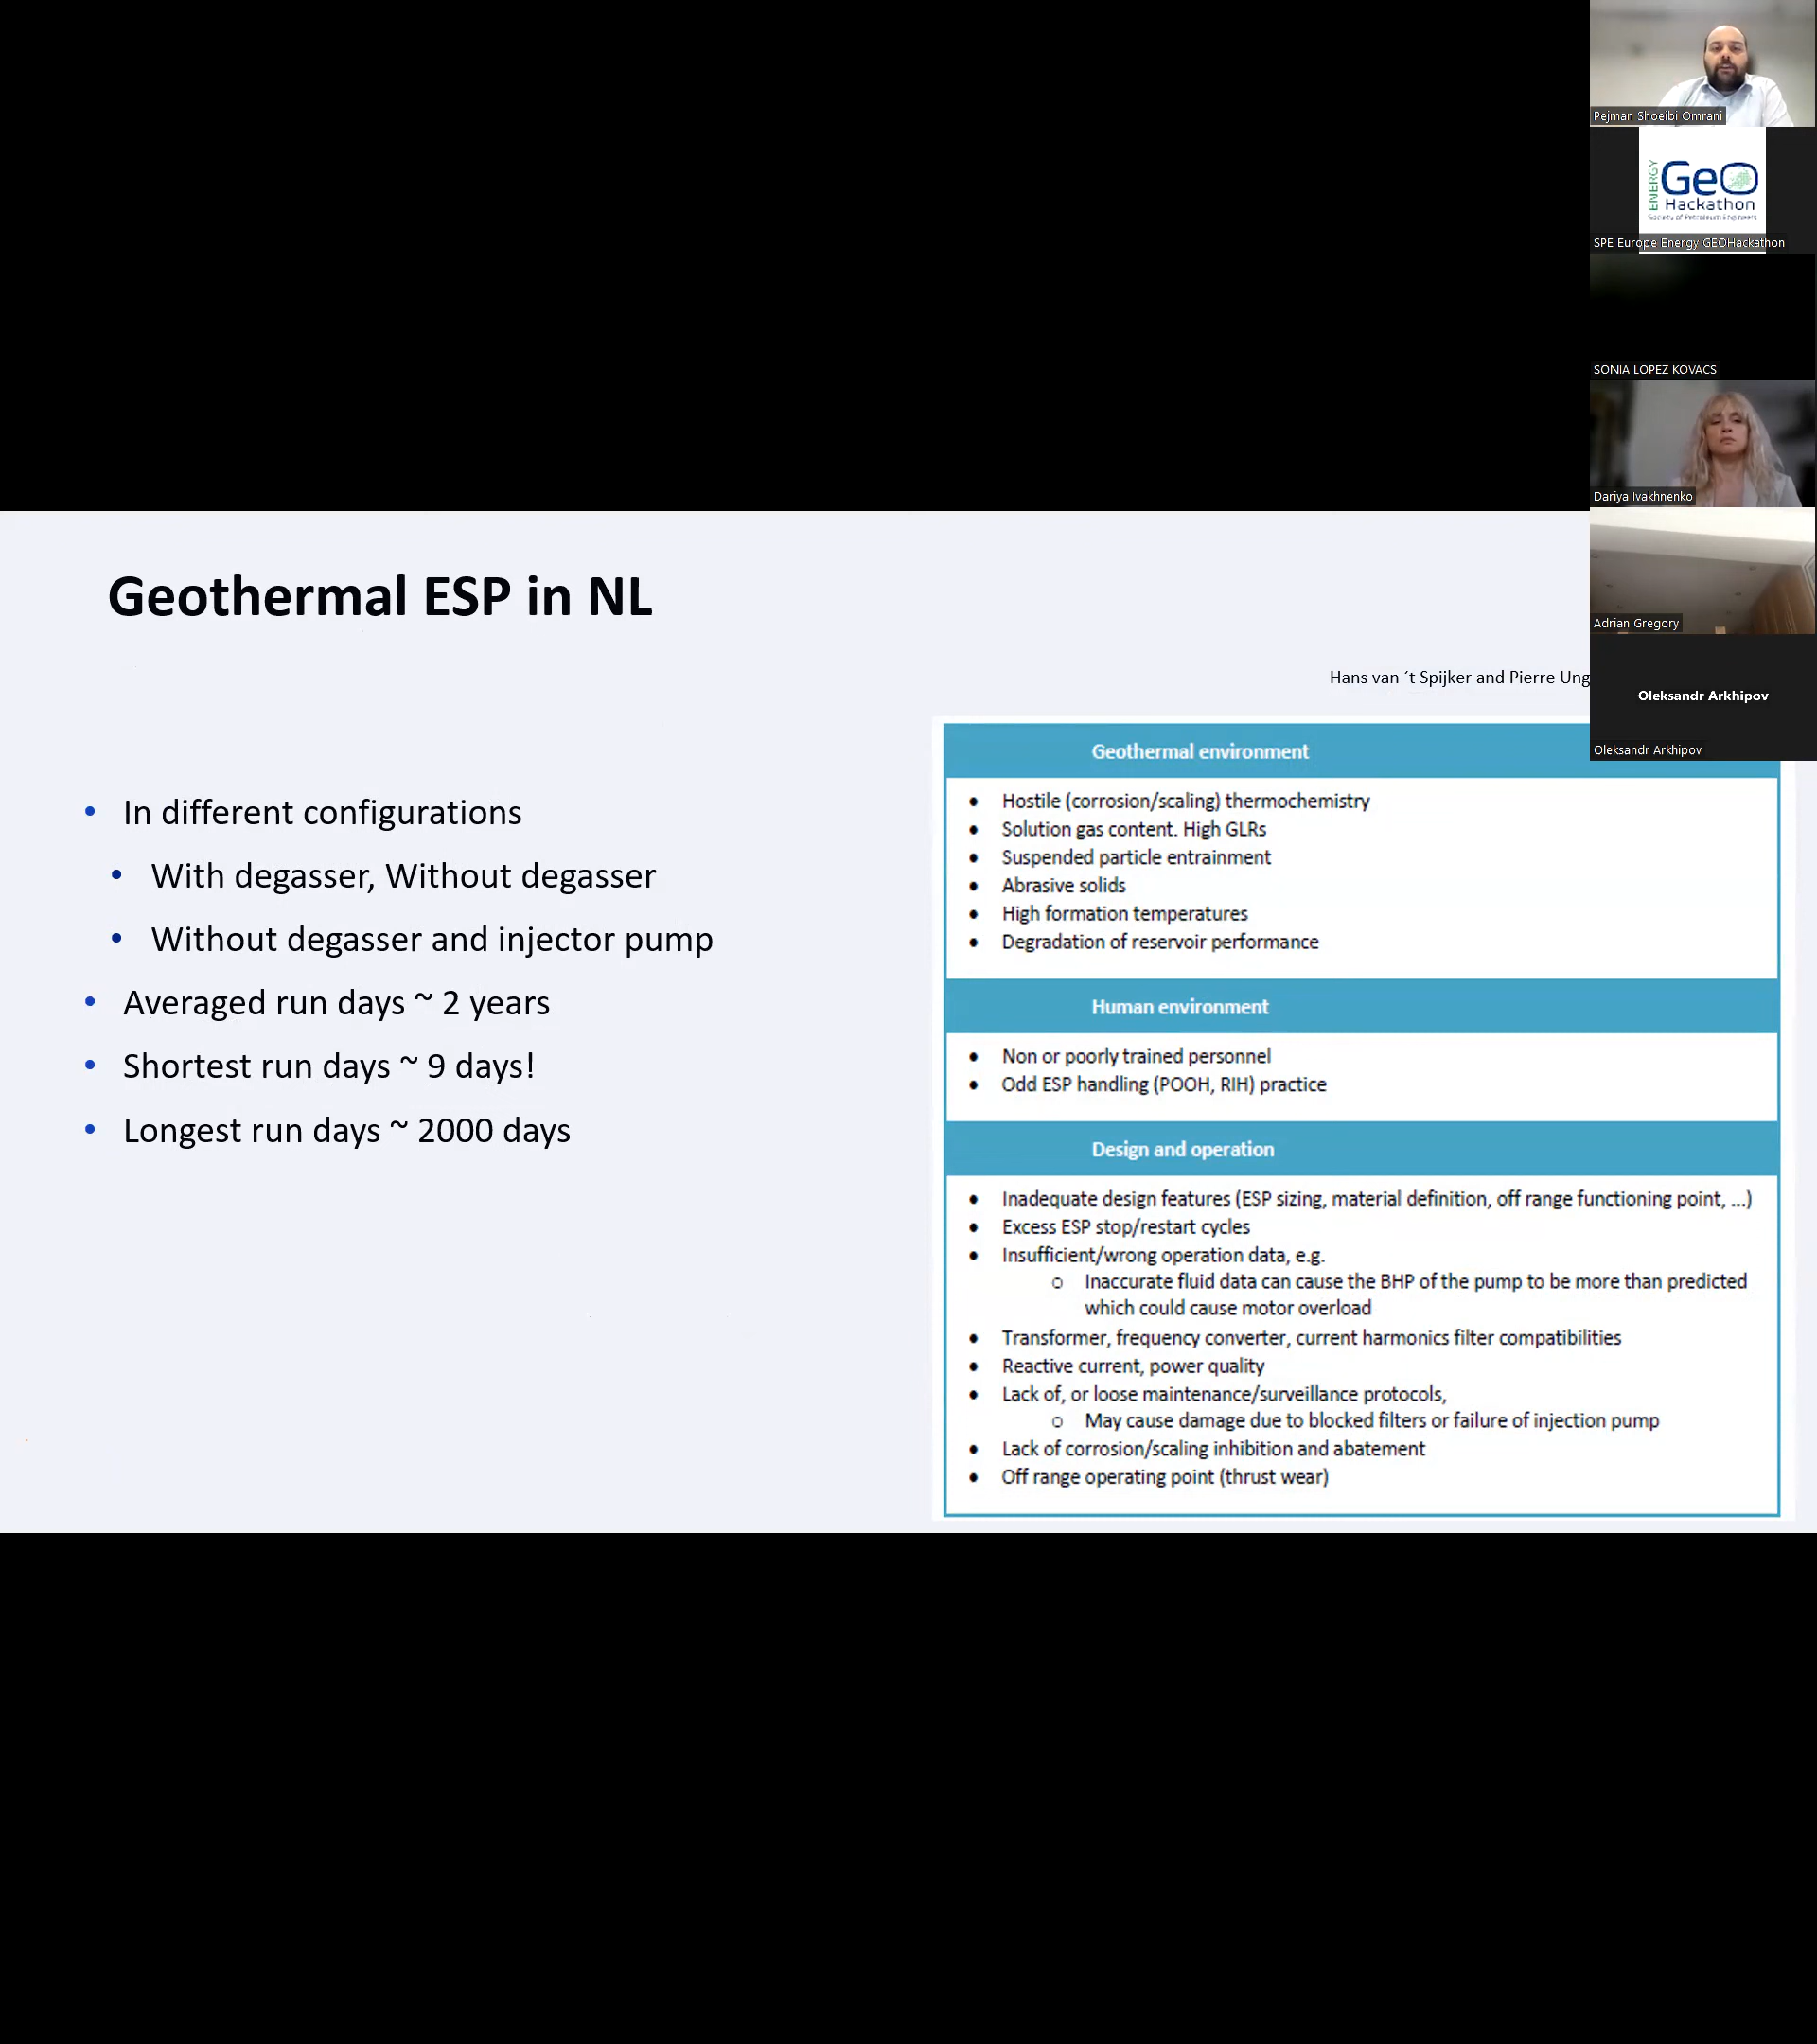 Pejman Shoeibi Omrani
ENERGY
GeO
Hackathon
Society of Petroleum Engineers
SPE Europe Energy GEOHackathon
SONIA LOPEZ KOVACS
Dariya Ivakhnenko
Adrian Gregory
Oleksandr Arkhipov
Oleksandr Arkhipov
Geothermal ESP in NL
Hans van ´t Spijker and Pierre Ung
• In different configurations
• With degasser, Without degasser
• Without degasser and injector pump
• Averaged run days ~ 2 years
• Shortest run days ~ 9 days!
• Longest run days ~ 2000 days
Geothermal environment
• Hostile (corrosion/scaling) thermochemistry
• Solution gas content. High GLRs
• Suspended particle entrainment
• Abrasive solids
• High formation temperatures
• Degradation of reservoir performance
Human environment
• Non or poorly trained personnel
• Odd ESP handling (POOH, RIH) practice
Design and operation
• Inadequate design features (ESP sizing, material definition, off range functioning point, ...)
• Excess ESP stop/restart cycles
• Insufficient/wrong operation data, e.g.
o Inaccurate fluid data can cause the BHP of the pump to be more than predicted
which could cause motor overload
• Transformer, frequency converter, current harmonics filter compatibilities
• Reactive current, power quality
• Lack of, or loose maintenance/surveillance protocols,
o May cause damage due to blocked filters or failure of injection pump
• Lack of corrosion/scaling inhibition and abatement
• Off range operating point (thrust wear)